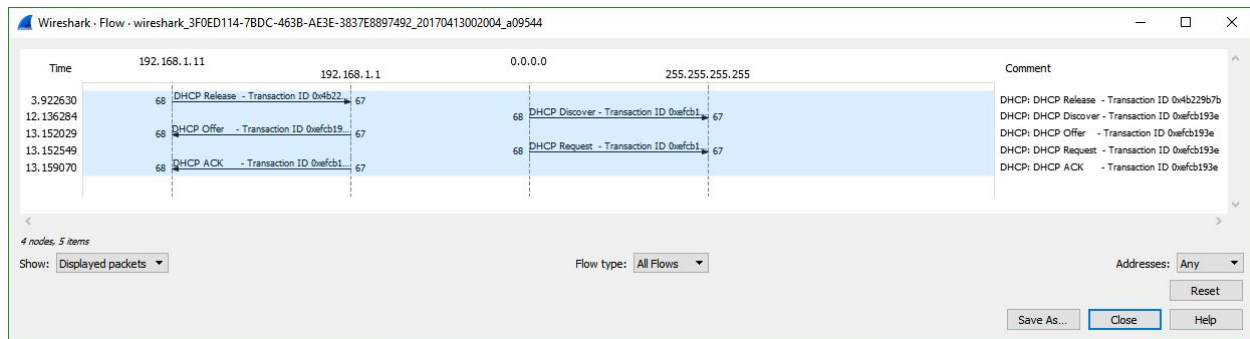 Wireshark · Flow · wireshark_3F0ED114-7BDC-463B-AE3E-3837E8897492_20170413002004_a09544
Time 192.168.1.11 192.168.1.1 0.0.0.0 255.255.255.255 Comment
3.922630 68 DHCP Release - Transaction ID 0x4b22... 67 DHCP: DHCP Release - Transaction ID 0x4b229b7b
12.136284 68 DHCP Discover - Transaction ID 0xefcb1... 67 DHCP: DHCP Discover - Transaction ID 0xefcb193e
13.152029 68 DHCP Offer - Transaction ID 0xefcb19... 67 DHCP: DHCP Offer - Transaction ID 0xefcb193e
13.152549 68 DHCP Request - Transaction ID 0xefcb1... 67 DHCP: DHCP Request - Transaction ID 0xefcb193e
13.159070 68 DHCP ACK - Transaction ID 0xefcb1... 67 DHCP: DHCP ACK - Transaction ID 0xefcb193e
4 nodes, 5 items
Show: Displayed packets Flow type: All Flows Addresses: Any
Reset
Save As... Close Help